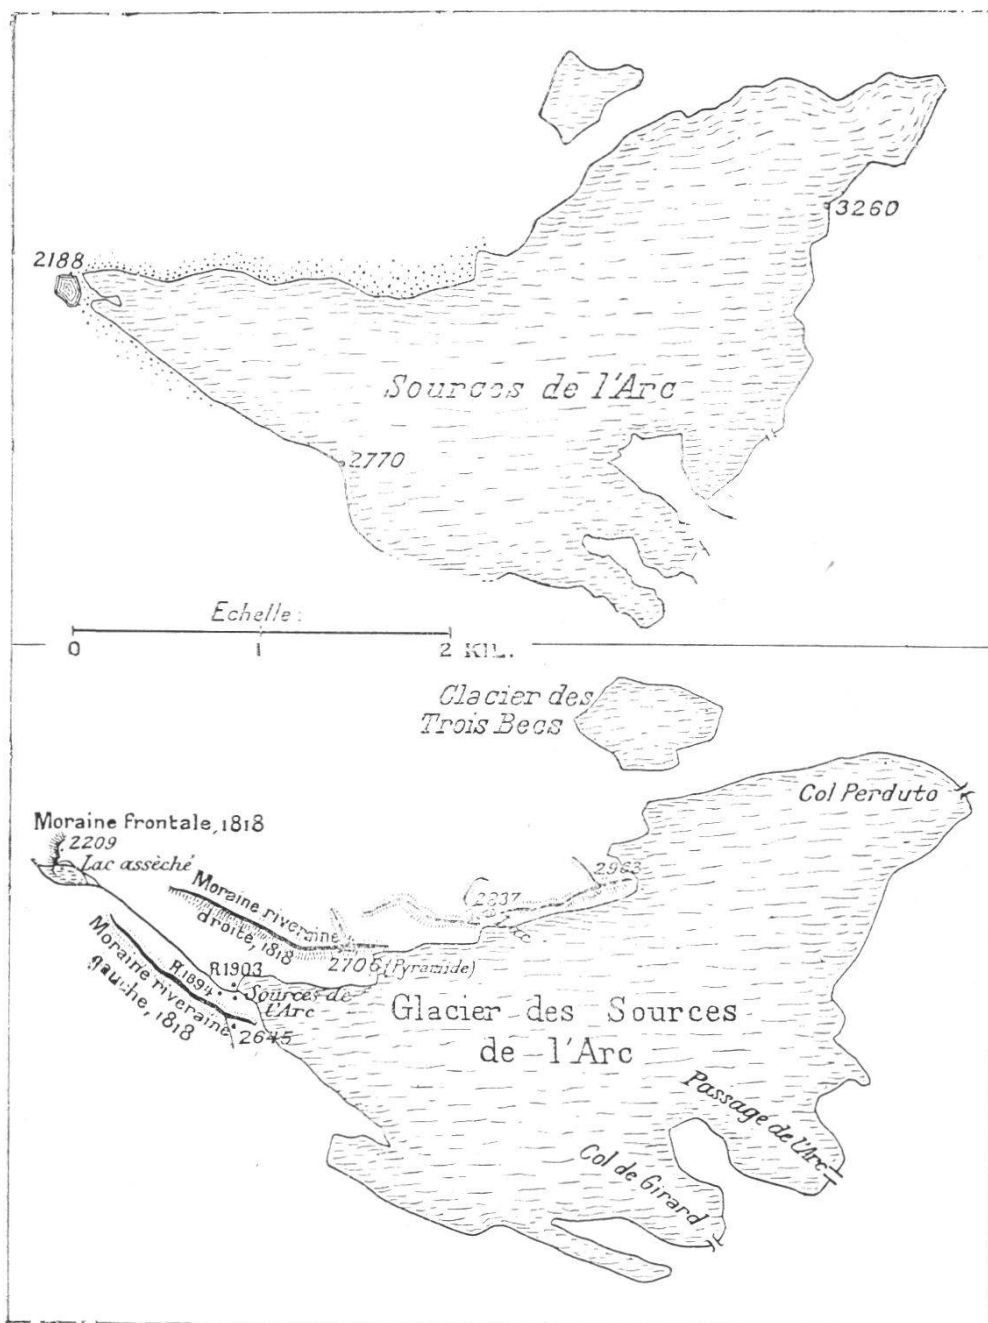 3260
2188
Sources de l'Arc
2770
Echelle:
0 1 2 KIL.
Glacier des
Trois Becs
Col Perduto
Moraine Frontale, 1818
2209
Lac assèché
2963
2837
Moraine riveraine
droite, 1818
2706 (Pyramide)
R1903
R1894
Sources de
l'Arc
Moraine riveraine
gauche, 1818
2645
Glacier des Sources
de l'Arc
Passage de l'Arc
Col de Girard